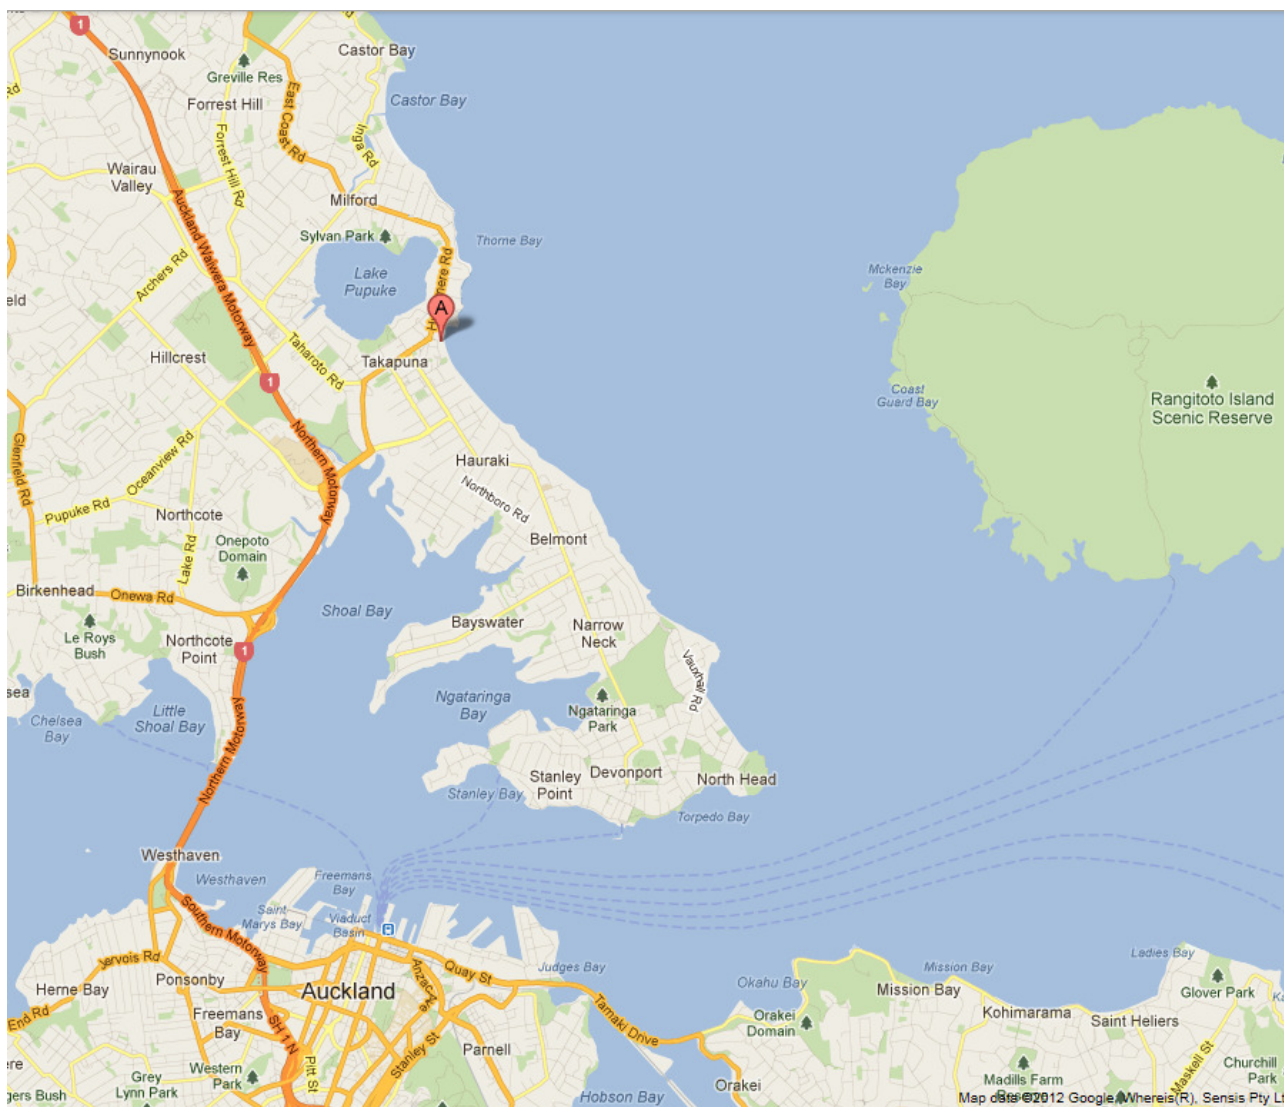 1
Sunnynook
Castor Bay
Greville Res
Forrest Hill
Castor Bay
East Coast Rd
Inga Rd
Forrest Hill Rd
Wairau
Valley
Milford
Auckland Waiwera Motorway
Sylvan Park
Thorne Bay
Archers Rd
Lake
Pupuke
Mckenzie
Bay
A
Hillcrest
Taharoto Rd
Takapuna
1
Coast
Guard Bay
Rangitoto Island
Scenic Reserve
Glenfield Rd
Oceanview Rd
Northern Motorway
Hauraki
Pupuke Rd
Northcote
Northboro Rd
Onepoto
Domain
Lake Rd
Belmont
Birkenhead
Onewa Rd
Shoal Bay
Bayswater
Narrow
Neck
Le Roys
Bush
Northcote
Point
1
Vauxhall Rd
Ngataringa
Bay
Ngataringa
Park
Chelsea
Bay
Little
Shoal Bay
Northern Motorway
Stanley
Point
Devonport
North Head
Stanley Bay
Torpedo Bay
Westhaven
Westhaven
Freemans
Bay
Saint
Marys Bay
Viaduct
Basin
Southern Motorway
Jervois Rd
Quay St
Judges Bay
Ladies Bay
Mission Bay
Okahu Bay
Ponsonby
Herne Bay
Auckland
Anzac Ave
Mission Bay
Glover Park
Freemans
Bay
SH 1 N
Tamaki Drive
Orakei
Domain
Kohimarama
Saint Heliers
End Rd
Stanley St
Parnell
Maskell St
Western
Park
Pitt St
Grey
Lynn Park
Orakei
Hobson Bay
Madills Farm
Churchill
Park
Map data ©2012 Google, Whereis(R), Sensis Pty